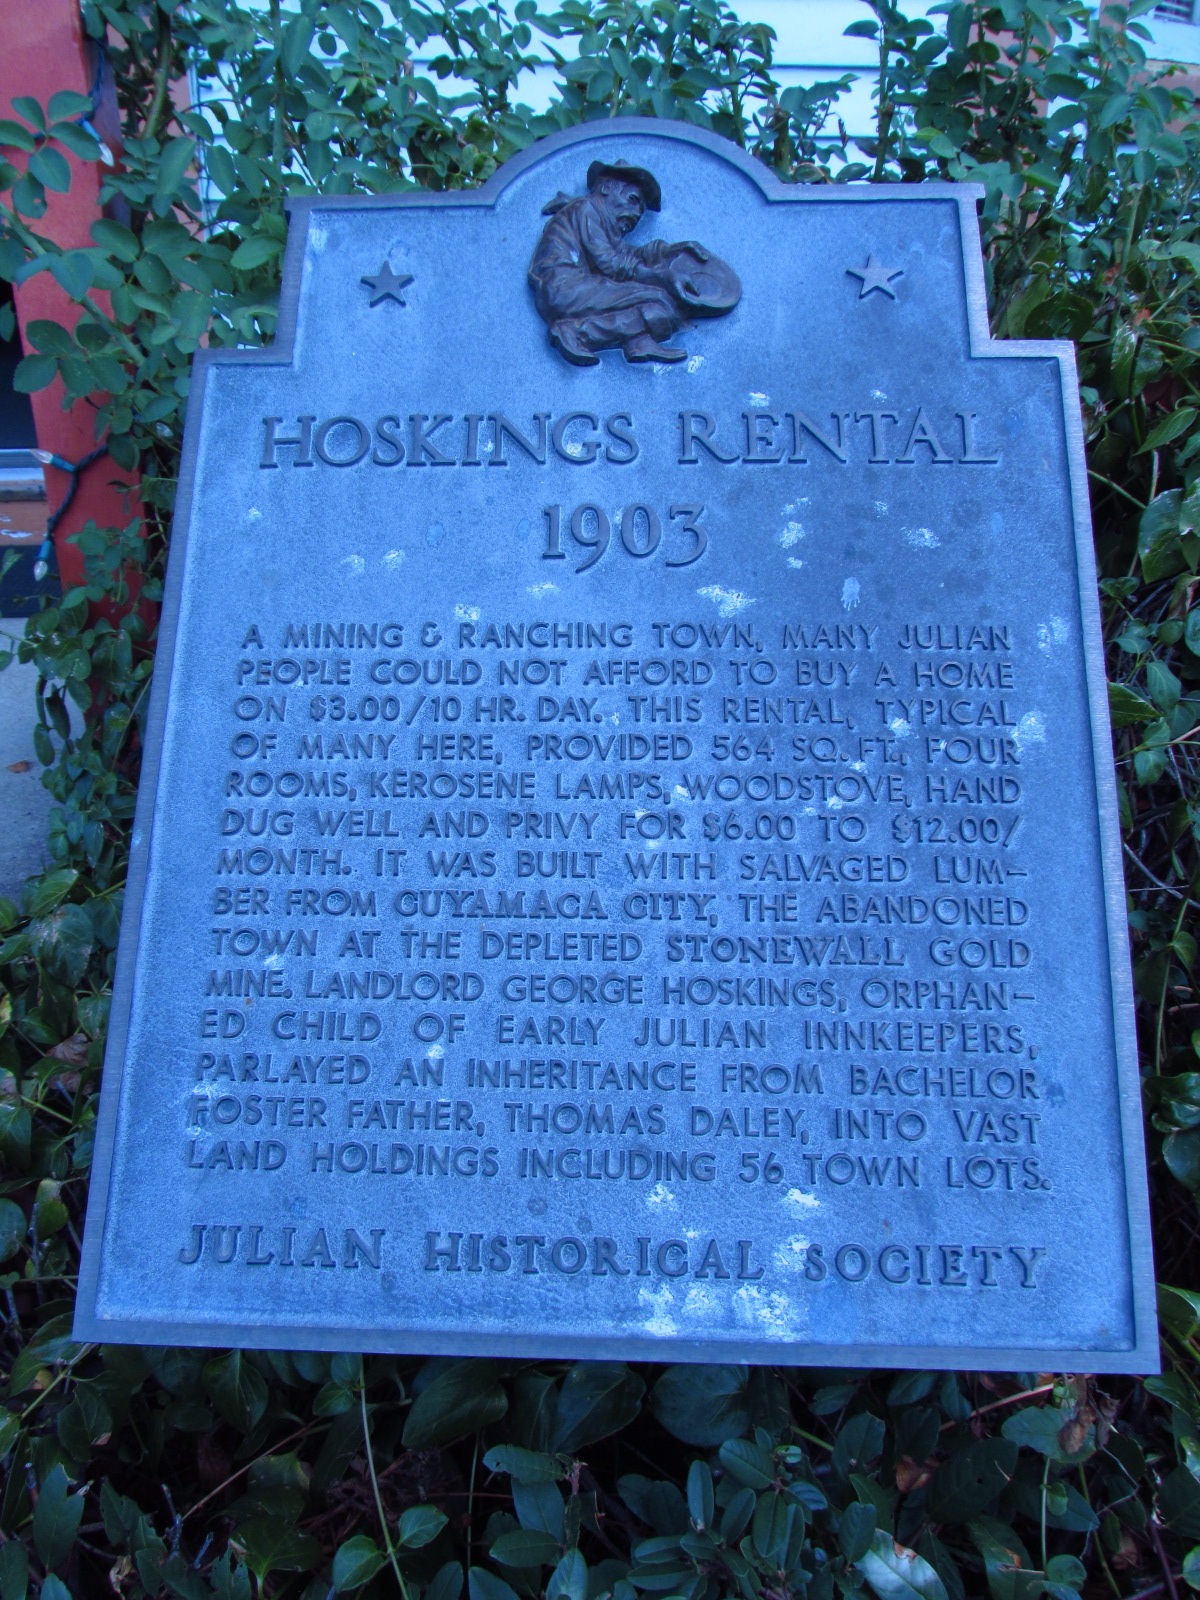 HOSKINGS RENTAL
1903
A MINING & RANCHING TOWN, MANY JULIAN
PEOPLE COULD NOT AFFORD TO BUY A HOME
ON $3.00/10 HR. DAY. THIS RENTAL, TYPICAL
OF MANY HERE, PROVIDED 564 SQ. FT., FOUR
ROOMS, KEROSENE LAMPS, WOODSTOVE, HAND
DUG WELL AND PRIVY FOR $6.00 TO $12.00/
MONTH. IT WAS BUILT WITH SALVAGED LUM-
BER FROM CUYAMACA CITY, THE ABANDONED
TOWN AT THE DEPLETED STONEWALL GOLD
MINE. LANDLORD GEORGE HOSKINGS, ORPHAN-
ED CHILD OF EARLY JULIAN INNKEEPERS,
PARLAYED AN INHERITANCE FROM BACHELOR
FOSTER FATHER, THOMAS DALEY, INTO VAST
LAND HOLDINGS INCLUDING 56 TOWN LOTS.
JULIAN HISTORICAL SOCIETY